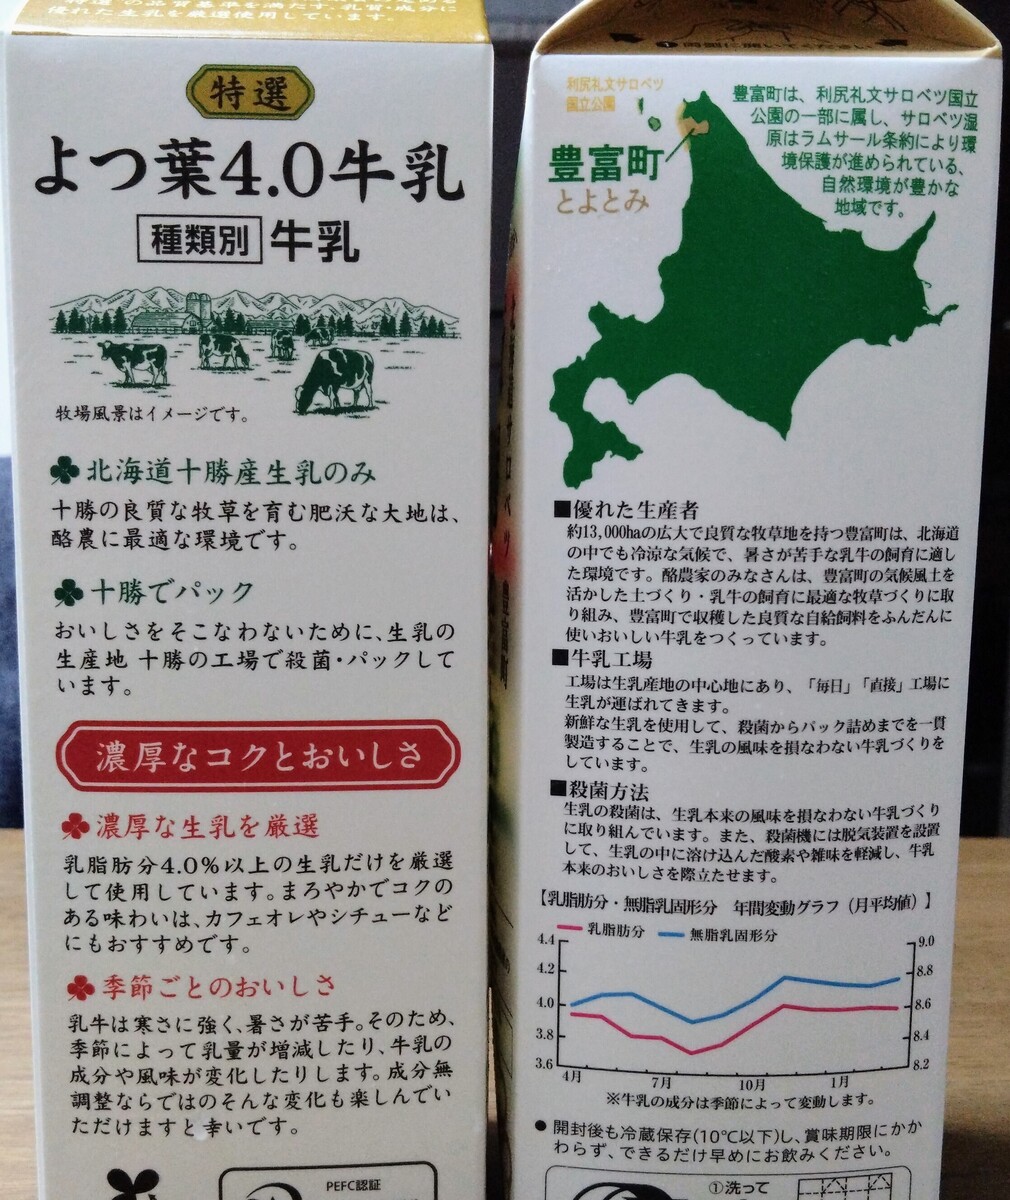 優れた生乳を厳選使用しています。
特選
よつ葉4.0牛乳
種類別 牛乳
牧場風景はイメージです。
北海道十勝産生乳のみ
十勝の良質な牧草を育む肥沃な大地は、
酪農に最適な環境です。
十勝でパック
おいしさをそこなわないために、生乳の
生産地 十勝の工場で殺菌・パックして
います。
濃厚なコクとおいしさ
濃厚な生乳を厳選
乳脂肪分4.0%以上の生乳だけを厳選
して使用しています。まろやかでコクの
ある味わいは、カフェオレやシチューなど
にもおすすめです。
季節ごとのおいしさ
乳牛は寒さに強く、暑さが苦手。そのため、
季節によって乳量が増減したり、牛乳の
成分や風味が変化したりします。成分無
調整ならではのそんな変化も楽しんでい
ただけますと幸いです。
PEFC認証
利尻礼文サロベツ
国立公園
豊富町
とよとみ
豊富町は、利尻礼文サロベツ国立
公園の一部に属し、サロベツ湿
原はラムサール条約により環
境保護が進められている、
自然環境が豊かな
地域です。
■優れた生産者
約13,000haの広大で良質な牧草地を持つ豊富町は、北海道
の中でも冷涼な気候で、暑さが苦手な乳牛の飼育に適し
た環境です。酪農家のみなさんは、豊富町の気候風土を
活かした土づくり・乳牛の飼育に最適な牧草づくりに取
り組み、豊富町で収穫した良質な自給飼料をふんだんに
使いおいしい牛乳をつくっています。
■牛乳工場
工場は生乳産地の中心地にあり、「毎日」「直接」工場に
生乳が運ばれてきます。
新鮮な生乳を使用して、殺菌からパック詰めまでを一貫
製造することで、生乳の風味を損なわない牛乳づくりを
しています。
■殺菌方法
生乳の殺菌は、生乳本来の風味を損なわない牛乳づくり
に取り組んでいます。また、殺菌機には脱気装置を設置
して、生乳の中に溶け込んだ酸素や雑味を軽減し、牛乳
本来のおいしさを際立たせます。
【乳脂肪分・無脂乳固形分 年間変動グラフ(月平均値)】
乳脂肪分 無脂乳固形分
4.4 9.0
4.2 8.8
4.0 8.6
3.8 8.4
3.6 8.2
4月 7月 10月 1月
※牛乳の成分は季節によって変動します。
●開封後も冷蔵保存(10℃以下)し、賞味期限にかか
わらず、できるだけ早めにお飲みください。
①洗って